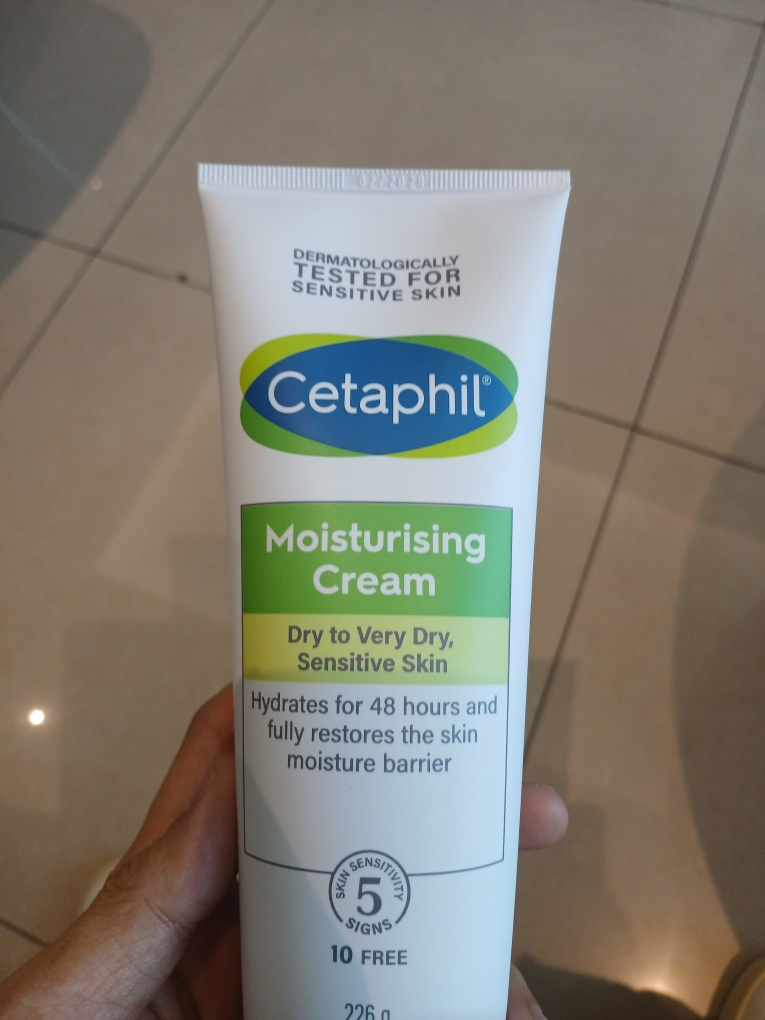 DERMATOLOGICALLY
TESTED FOR
SENSITIVE SKIN
Cetaphil®
Moisturising
Cream
Dry to Very Dry,
Sensitive Skin
Hydrates for 48 hours and
fully restores the skin
moisture barrier
SKIN SENSITIVITY
5
SIGNS
10 FREE
226 g